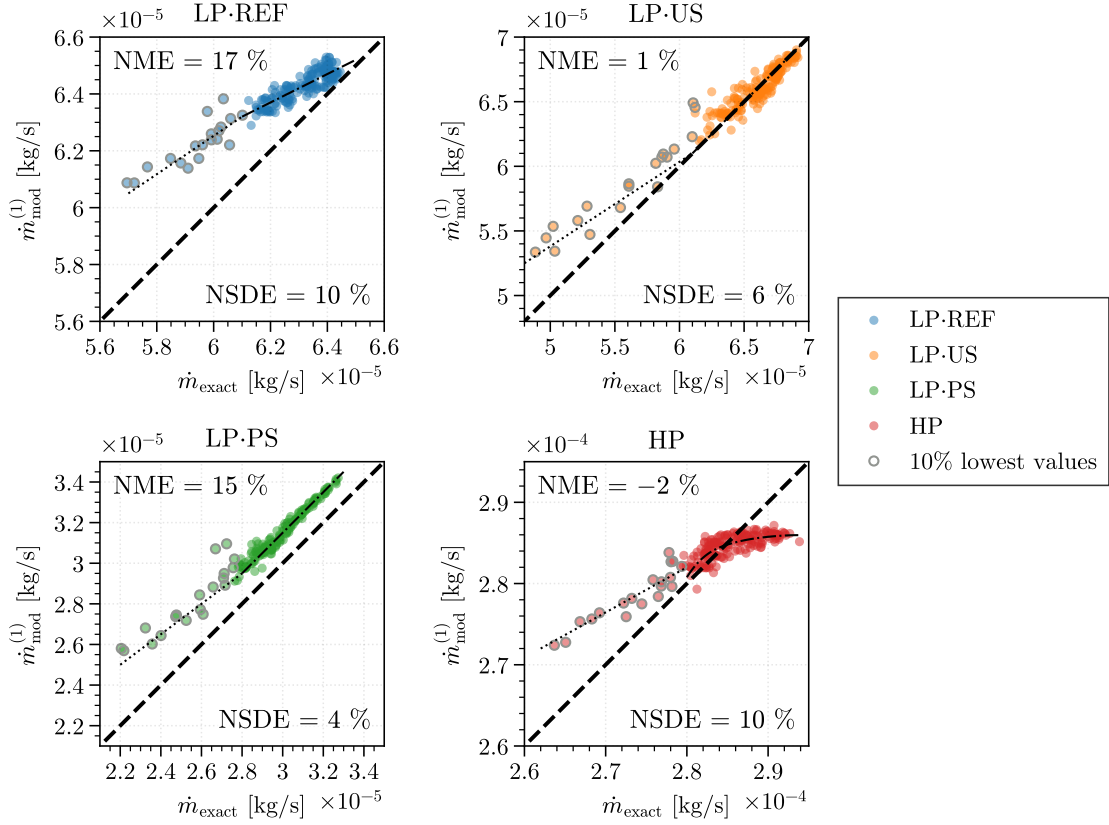 ×10⁻⁵ LP·REF
NME = 17 %
NSDE = 10 %
6.6
6.4
6.2
6
5.8
5.6
5.6 5.8 6 6.2 6.4 6.6
ṁ_mod^(1) [kg/s]
ṁ_exact [kg/s] ×10⁻⁵
×10⁻⁵ LP·US
NME = 1 %
NSDE = 6 %
7
6.5
6
5.5
5
5 5.5 6 6.5 7
ṁ_mod^(1) [kg/s]
ṁ_exact [kg/s] ×10⁻⁵
LP·REF
LP·US
LP·PS
HP
10% lowest values
×10⁻⁵ LP·PS
NME = 15 %
NSDE = 4 %
3.4
3.2
3
2.8
2.6
2.4
2.2
2.2 2.4 2.6 2.8 3 3.2 3.4
ṁ_mod^(1) [kg/s]
ṁ_exact [kg/s] ×10⁻⁵
×10⁻⁴ HP
NME = −2 %
NSDE = 10 %
2.9
2.8
2.7
2.6
2.6 2.7 2.8 2.9
ṁ_mod^(1) [kg/s]
ṁ_exact [kg/s] ×10⁻⁴